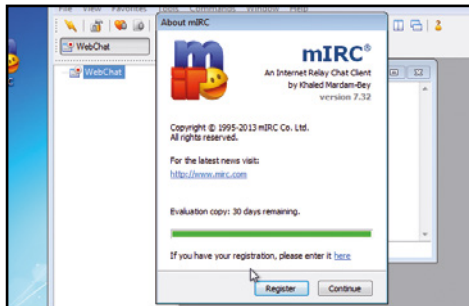 File View Favorites Tools Commands Window Help
About mIRC
WebChat
WebChat
mIRC®
An Internet Relay Chat Client
by Khaled Mardam-Bey
version 7.32
Copyright © 1995-2013 mIRC Co. Ltd.
All rights reserved.
For the latest news visit:
http://www.mirc.com
Evaluation copy: 30 days remaining.
If you have your registration, please enter it here
Register Continue